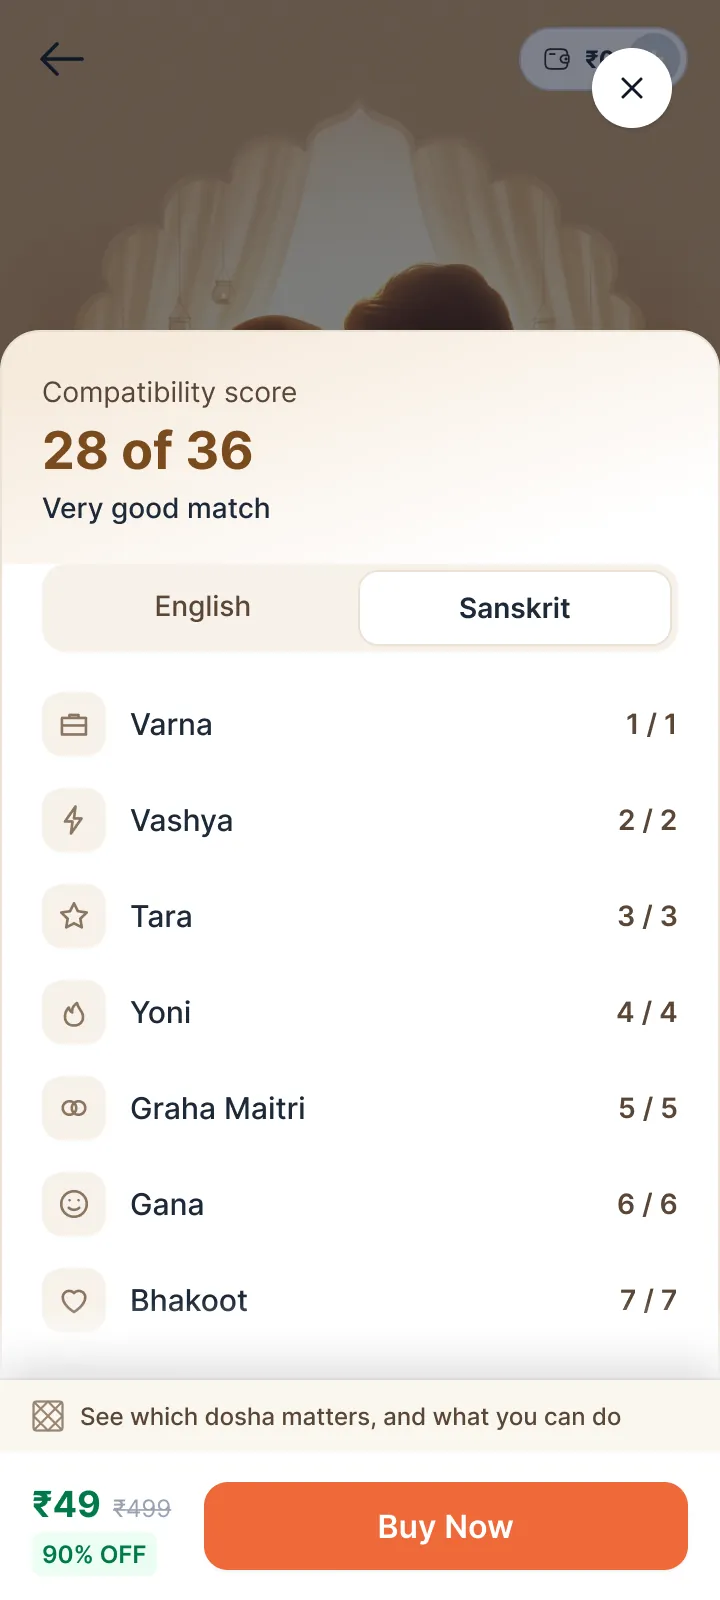 Compatibility score
28 of 36
Very good match
English
Sanskrit
Varna 1 / 1
Vashya 2 / 2
Tara 3 / 3
Yoni 4 / 4
Graha Maitri 5 / 5
Gana 6 / 6
Bhakoot 7 / 7
See which dosha matters, and what you can do
₹49 ₹499
90% OFF
Buy Now